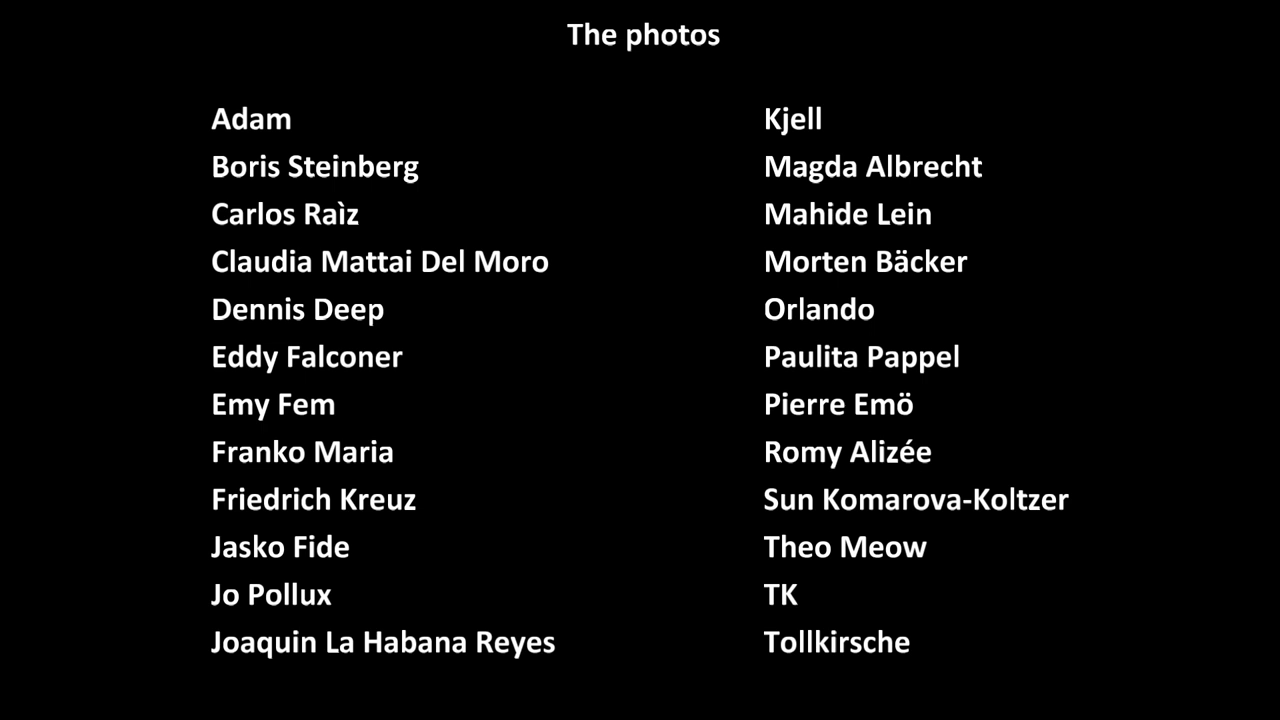 The photos
Adam
Boris Steinberg
Carlos Raìz
Claudia Mattai Del Moro
Dennis Deep
Eddy Falconer
Emy Fem
Franko Maria
Friedrich Kreuz
Jasko Fide
Jo Pollux
Joaquin La Habana Reyes
Kjell
Magda Albrecht
Mahide Lein
Morten Bäcker
Orlando
Paulita Pappel
Pierre Emö
Romy Alizée
Sun Komarova-Koltzer
Theo Meow
TK
Tollkirsche